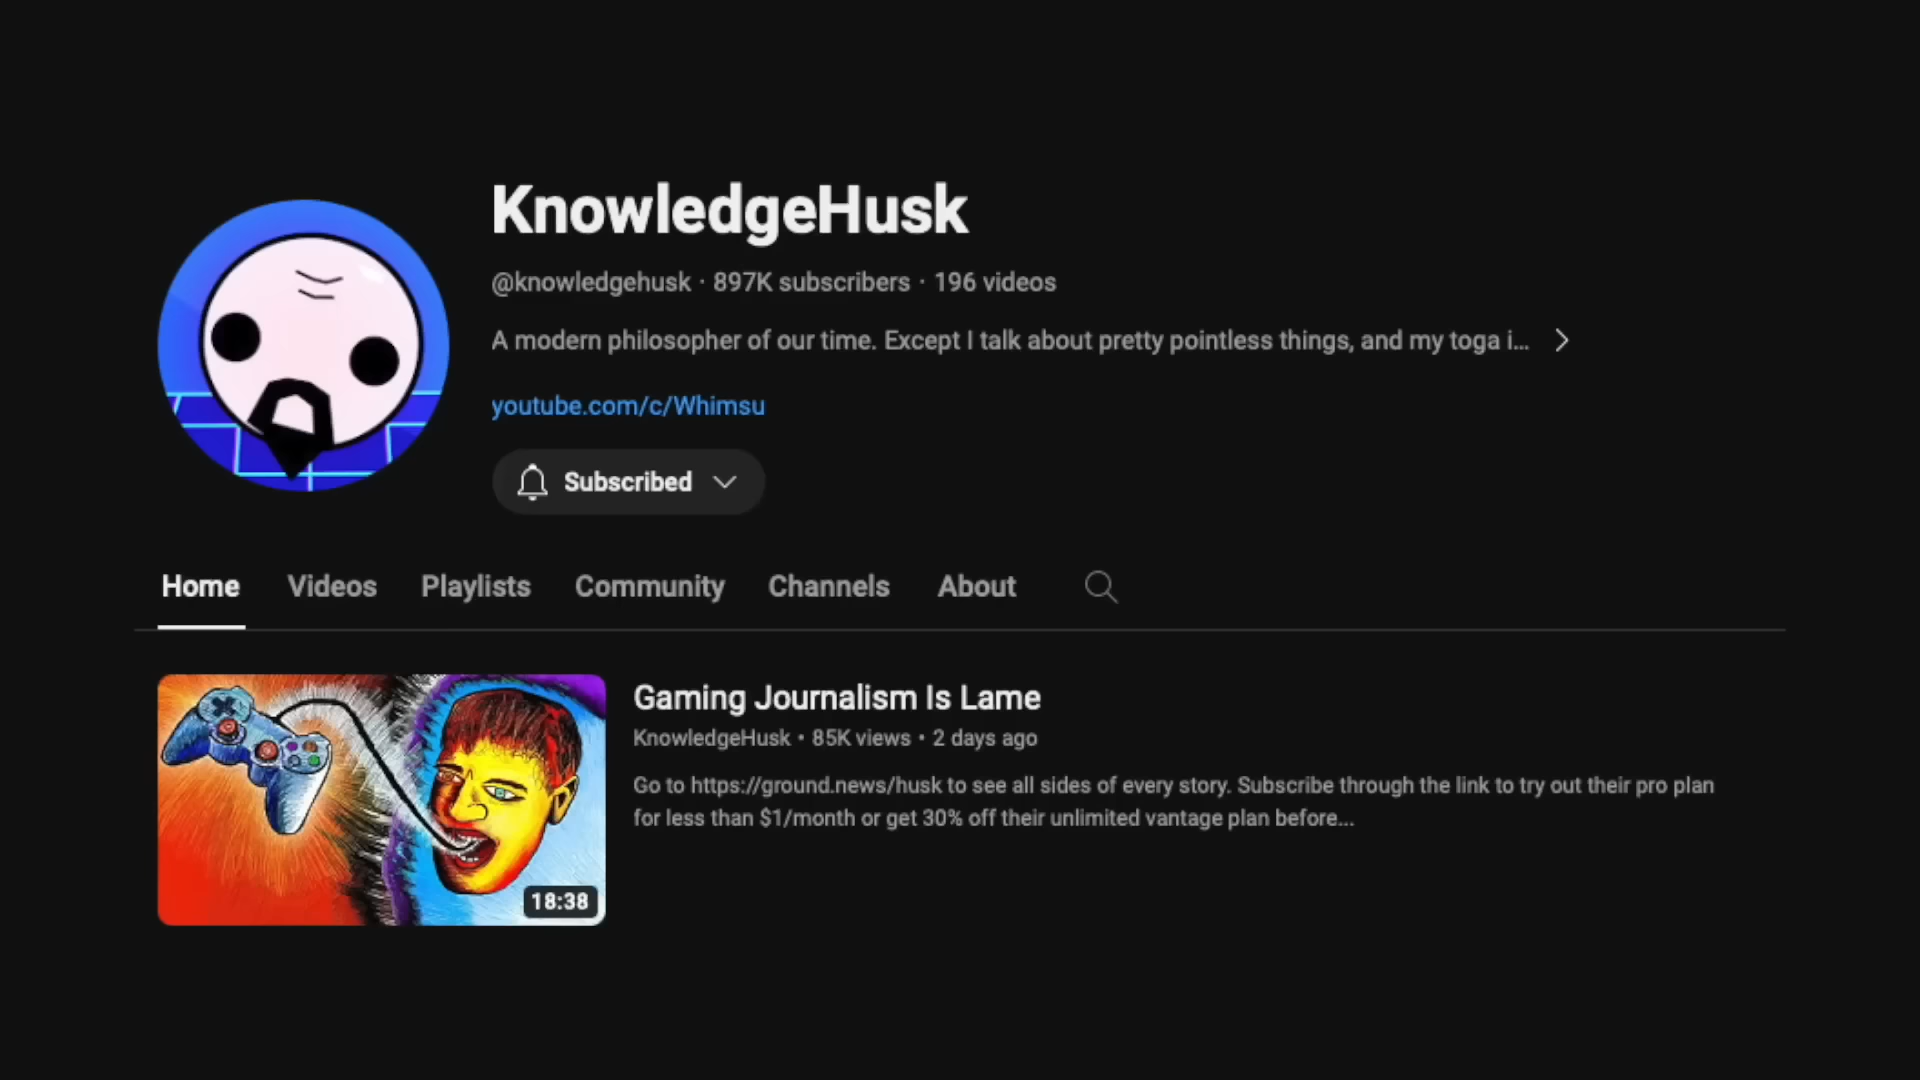 KnowledgeHusk
@knowledgehusk · 897K subscribers · 196 videos
A modern philosopher of our time. Except I talk about pretty pointless things, and my toga i...
youtube.com/c/Whimsu
Subscribed
Home Videos Playlists Community Channels About
Gaming Journalism Is Lame
KnowledgeHusk • 85K views • 2 days ago
Go to https://ground.news/husk to see all sides of every story. Subscribe through the link to try out their pro plan
for less than $1/month or get 30% off their unlimited vantage plan before...
18:38